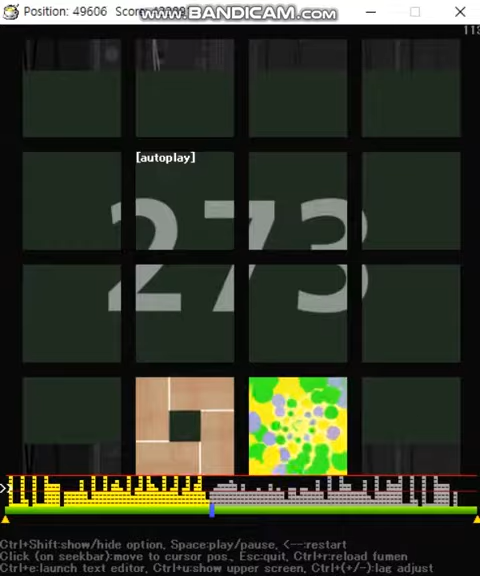 Position: 49606 Score:
www.BANDICAM.com
113
[autoplay]
273
Ctrl+Shift:show/hide option, Space:play/pause, <--:restart
Click (on seekbar):move to cursor pos., Esc:quit, Ctrl+r:reload fumen
Ctrl+e:launch text editor, Ctrl+u:show upper screen, Ctrl+(+/-):lag adjust